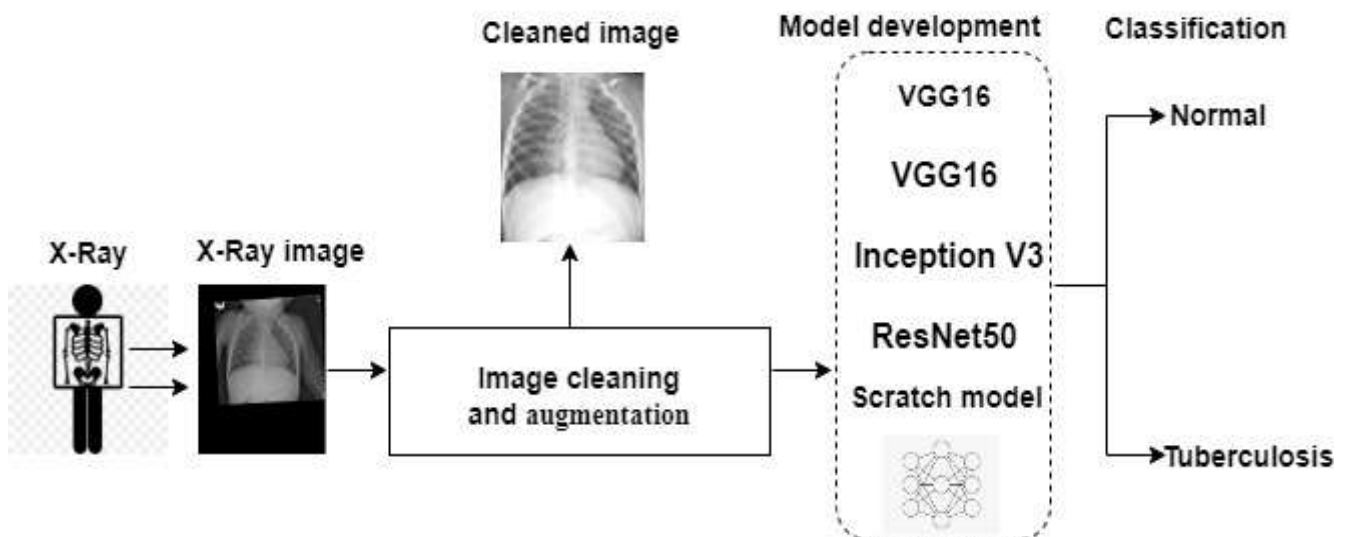 X-Ray
X-Ray image
Cleaned image
Image cleaning
and augmentation
Model development
VGG16
VGG16
Inception V3
ResNet50
Scratch model
Classification
Normal
Tuberculosis